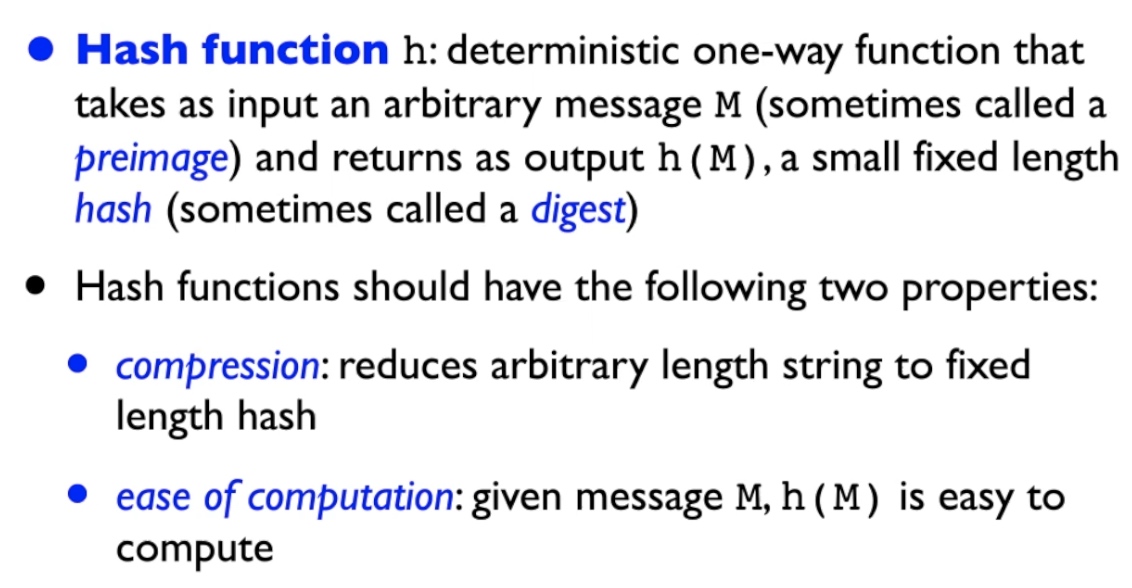 ● Hash function h: deterministic one-way function that
takes as input an arbitrary message M (sometimes called a
preimage) and returns as output h(M), a small fixed length
hash (sometimes called a digest)
● Hash functions should have the following two properties:
● compression: reduces arbitrary length string to fixed
length hash
● ease of computation: given message M, h(M) is easy to
compute